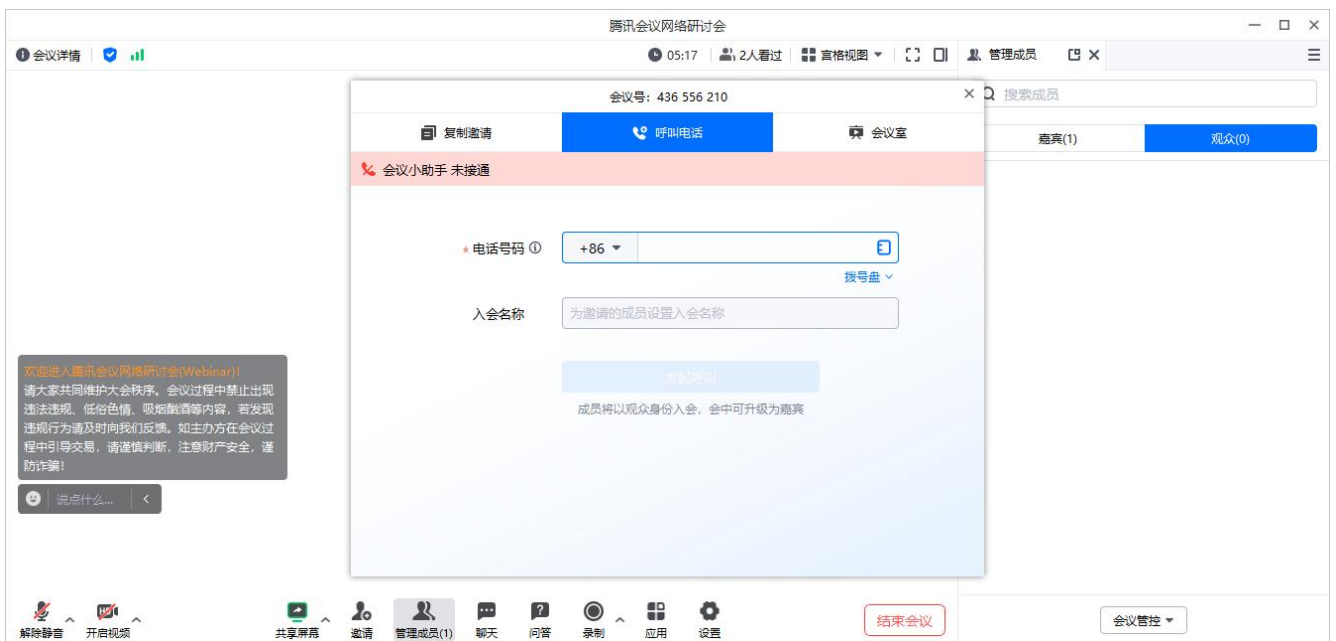 腾讯会议网络研讨会
会议详情
05:17
2人看过
宫格视图
管理成员
会议号：436 556 210
搜索成员
复制邀请
呼叫电话
会议室
嘉宾(1)
观众(0)
会议小助手 未接通
* 电话号码
+86
拨号盘
入会名称
为邀请的成员设置入会名称
发起呼叫
成员将以观众身份入会，会中可升级为嘉宾
欢迎进入腾讯会议网络研讨会(Webinar)!
请大家共同维护大会秩序。会议过程中禁止出现
违法违规、低俗色情、吸烟酗酒等内容，若发现
违规行为请及时向我们反馈。如主办方在会议过
程中引导交易，请谨慎判断，注意财产安全，谨
防诈骗!
说点什么...
解除静音
开启视频
共享屏幕
邀请
管理成员(1)
聊天
问答
录制
应用
设置
结束会议
会议管控